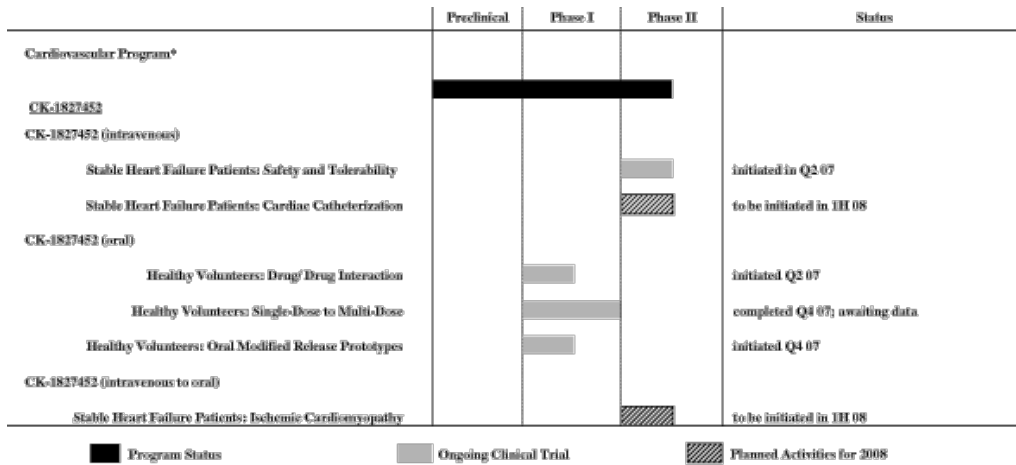 Preclinical Phase I Phase II Status
Cardiovascular Program*
CK-1827452
CK-1827452 (intravenous)
Stable Heart Failure Patients: Safety and Tolerability initiated in Q2 07
Stable Heart Failure Patients: Cardiac Catheterization to be initiated in 1H 08
CK-1827452 (oral)
Healthy Volunteers: Drug/Drug Interaction initiated Q2 07
Healthy Volunteers: Single-Dose to Multi-Dose completed Q4 07; awaiting data
Healthy Volunteers: Oral Modified Release Prototypes initiated Q4 07
CK-1827452 (intravenous to oral)
Stable Heart Failure Patients: Ischemic Cardiomyopathy to be initiated in 1H 08
Program Status Ongoing Clinical Trial Planned Activities for 2008